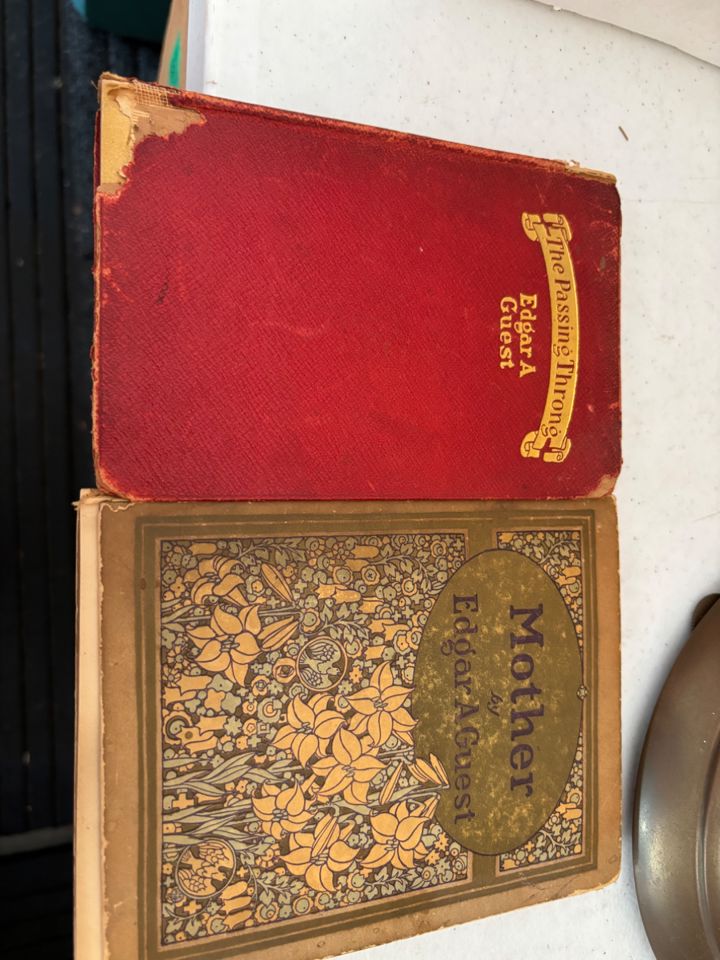 The Passing Throng
Edgar A
Guest
Mother
by
Edgar A Guest